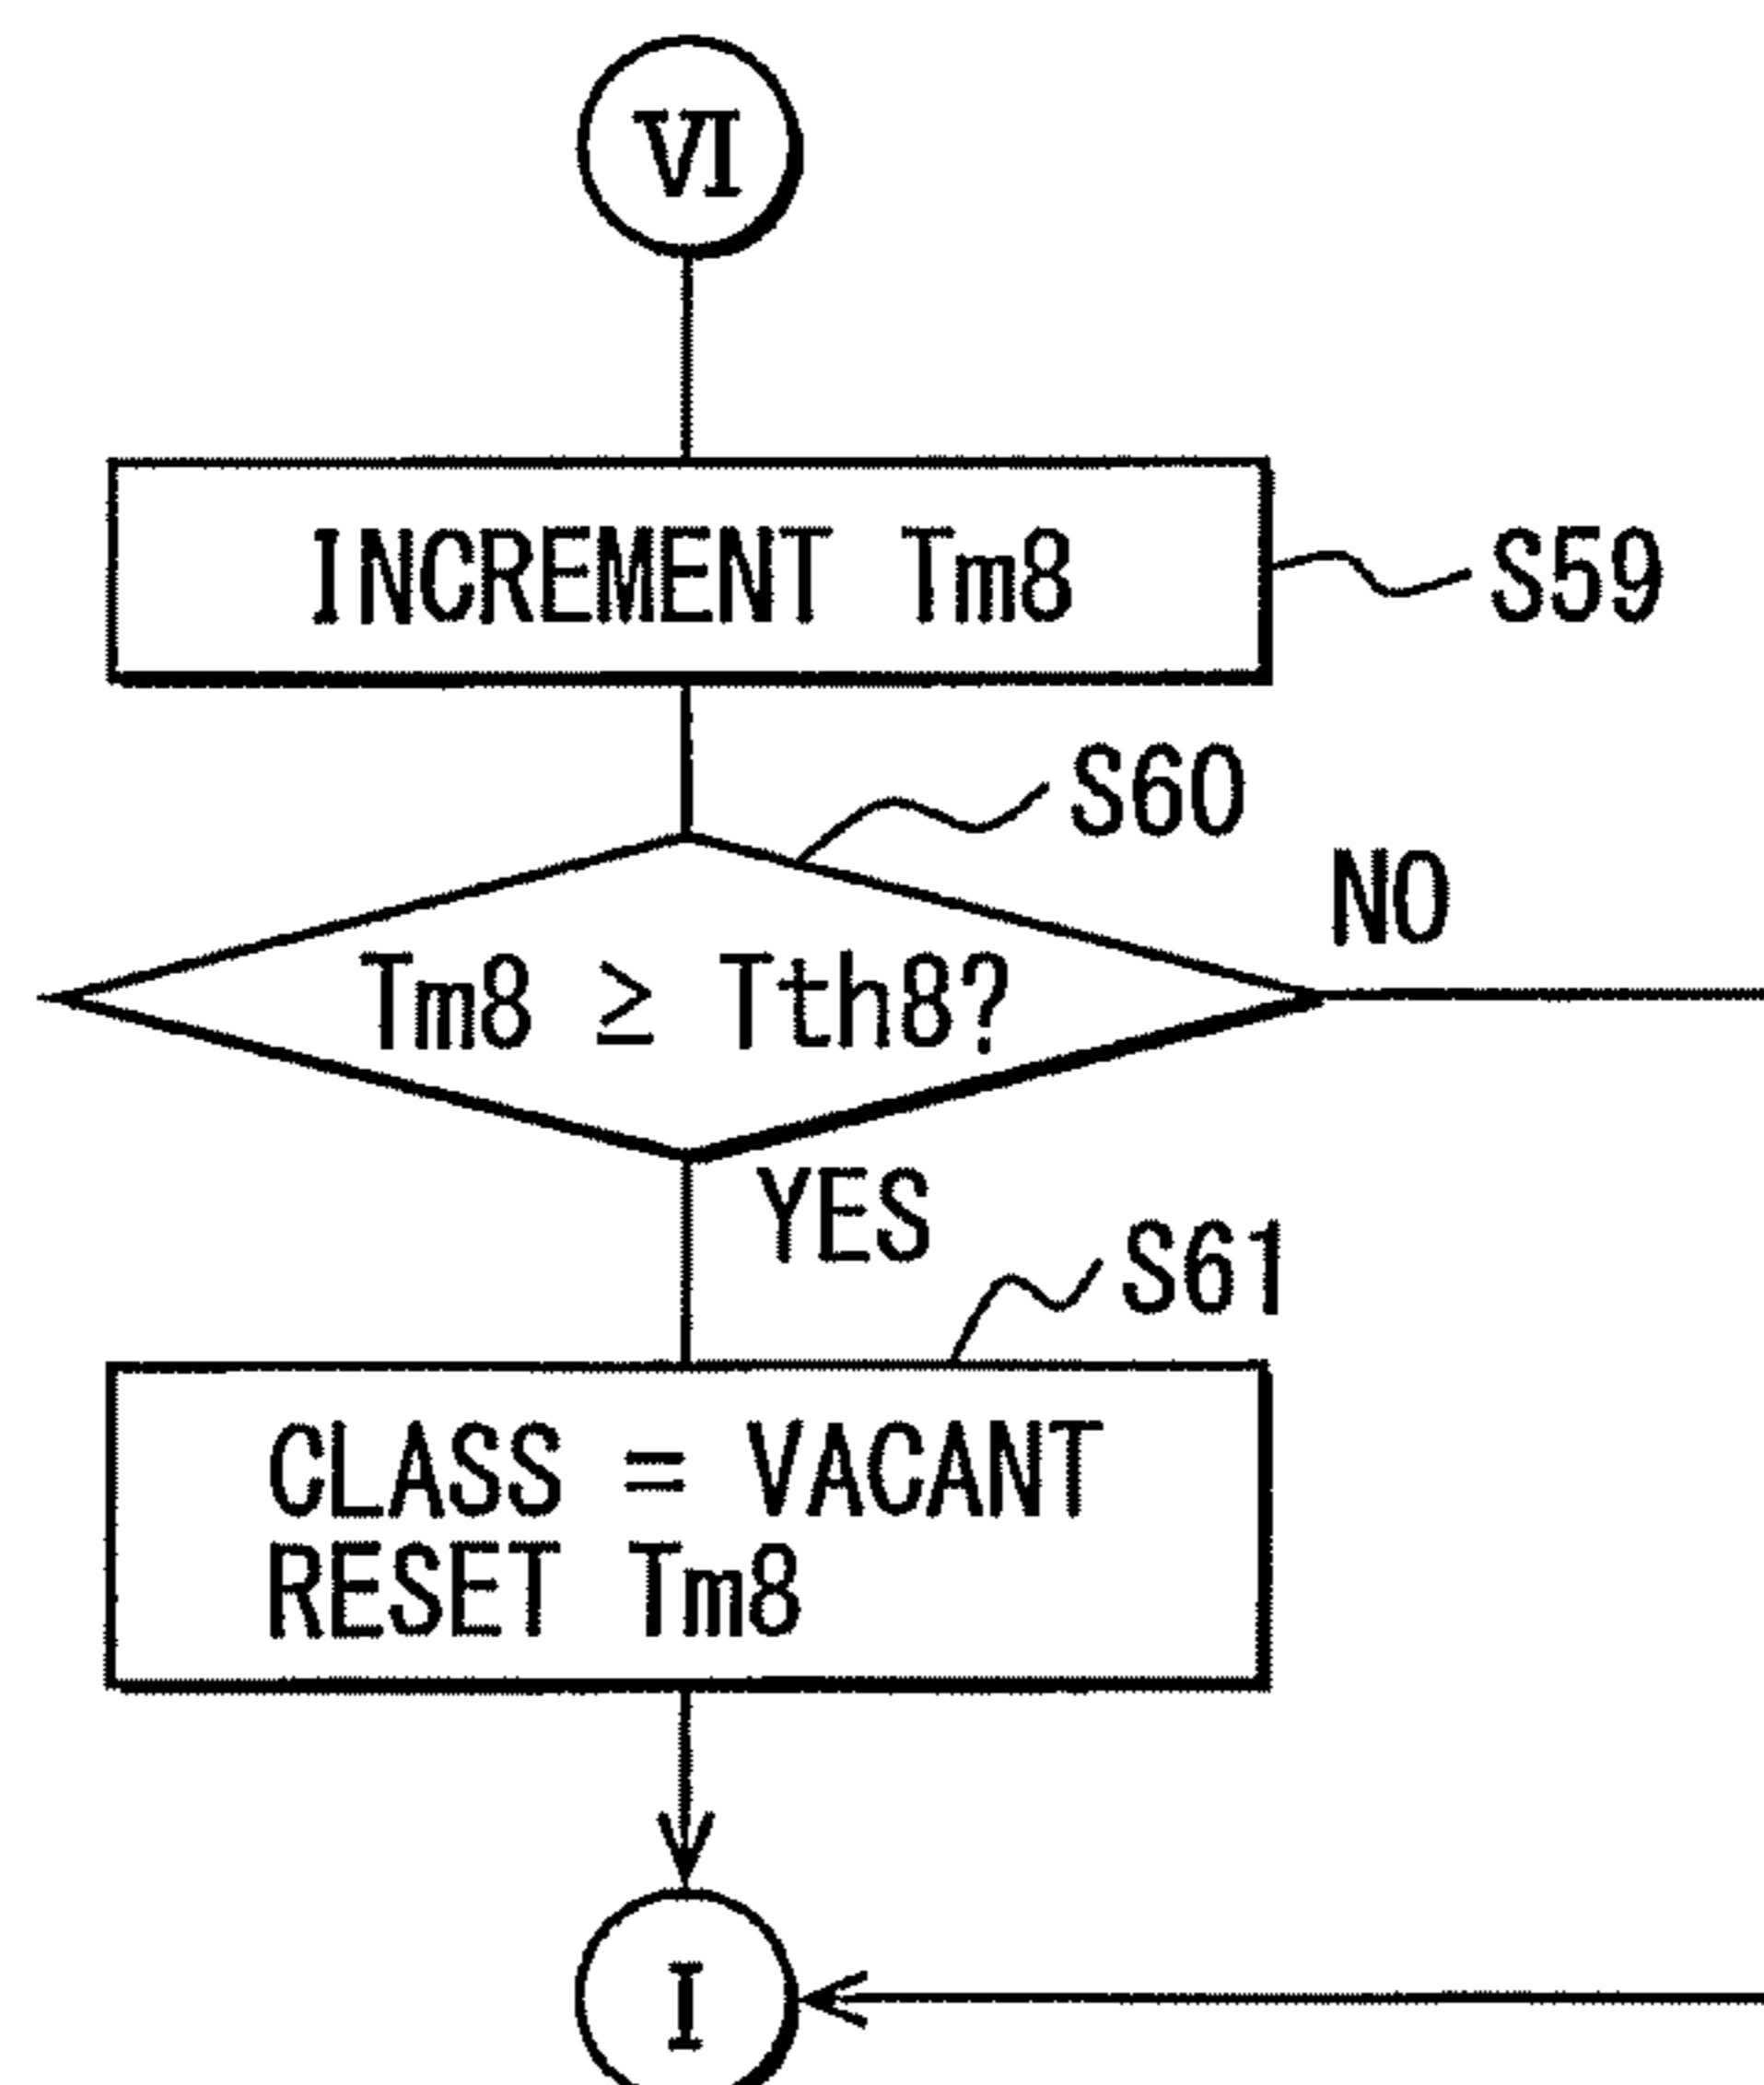 VI
INCREMENT Tm8
S59
S60
NO
Tm8 ≥ Tth8?
YES
S61
CLASS = VACANT
RESET Tm8
I